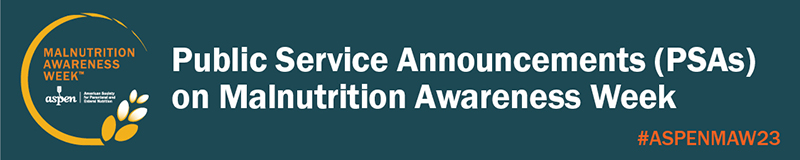 MALNUTRITION
AWARENESS
WEEK™
aspen
American Society
for Parenteral and
Enteral Nutrition
Public Service Announcements (PSAs)
on Malnutrition Awareness Week
#ASPENMAW23